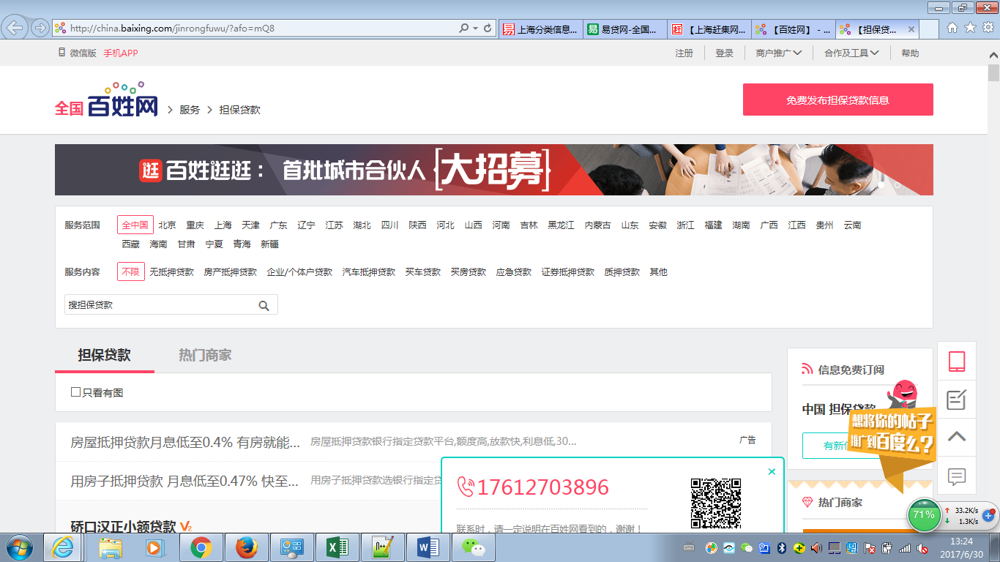 http://china.baixing.com/jinrongfuwu/?afo=mQ8
上海分类信息...
易贷网-全国...
【上海赶集网...
【百姓网】 - ...
【担保贷...
微信版 手机APP
注册 登录 商户推广 合作及工具 帮助
全国 百姓网 > 服务 > 担保贷款
免费发布担保贷款信息
逛 百姓逛逛： 首批城市合伙人 [大招募]
服务范围 全中国 北京 重庆 上海 天津 广东 辽宁 江苏 湖北 四川 陕西 河北 山西 河南 吉林 黑龙江 内蒙古 山东 安徽 浙江 福建 湖南 广西 江西 贵州 云南
西藏 海南 甘肃 宁夏 青海 新疆
服务内容 不限 无抵押贷款 房产抵押贷款 企业/个体户贷款 汽车抵押贷款 买车贷款 买房贷款 应急贷款 证券抵押贷款 质押贷款 其他
搜担保贷款
担保贷款 热门商家
只看有图
房屋抵押贷款月息低至0.4% 有房就能... 房屋抵押贷款银行指定贷款平台,额度高,放款快,利息低,30... 广告
用房子抵押贷款 月息低至0.47% 快至... 用房子抵押贷款选银行指定贷
硚口汉正小额贷款 V2
17612703896
联系时，请一定说明在百姓网看到的，谢谢！
信息免费订阅
中国 担保贷款
有新信
想将你的帖子
推广到百度么?
热门商家
71%
33.2K/s
1.3K/s
13:24
2017/6/30